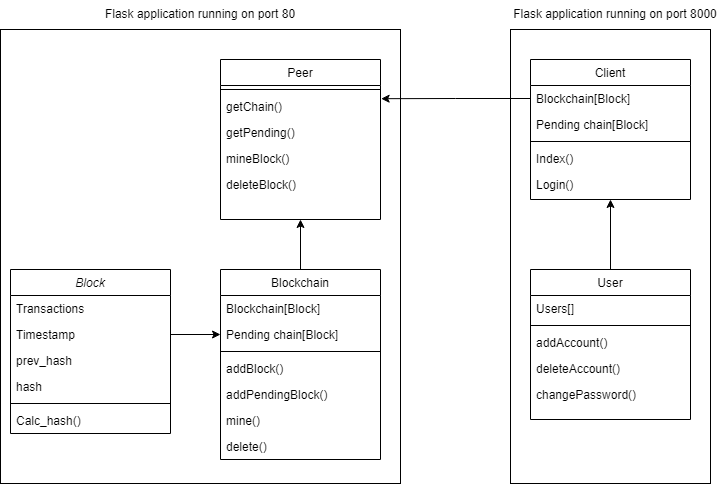 Flask application running on port 80
Flask application running on port 8000
Peer
getChain()
getPending()
mineBlock()
deleteBlock()
Client
Blockchain[Block]
Pending chain[Block]
Index()
Login()
Block
Transactions
Timestamp
prev_hash
hash
Calc_hash()
Blockchain
Blockchain[Block]
Pending chain[Block]
addBlock()
addPendingBlock()
mine()
delete()
User
Users[]
addAccount()
deleteAccount()
changePassword()